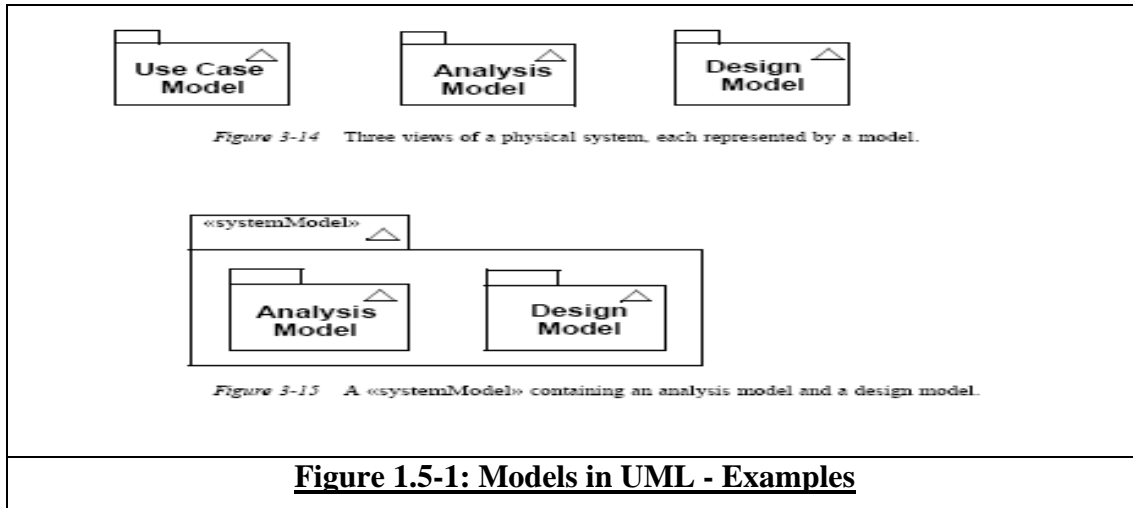 Use Case
Model
Analysis
Model
Design
Model
Figure 3-14 Three views of a physical system, each represented by a model.
«systemModel»
Analysis
Model
Design
Model
Figure 3-15 A «systemModel» containing an analysis model and a design model.
Figure 1.5-1: Models in UML - Examples